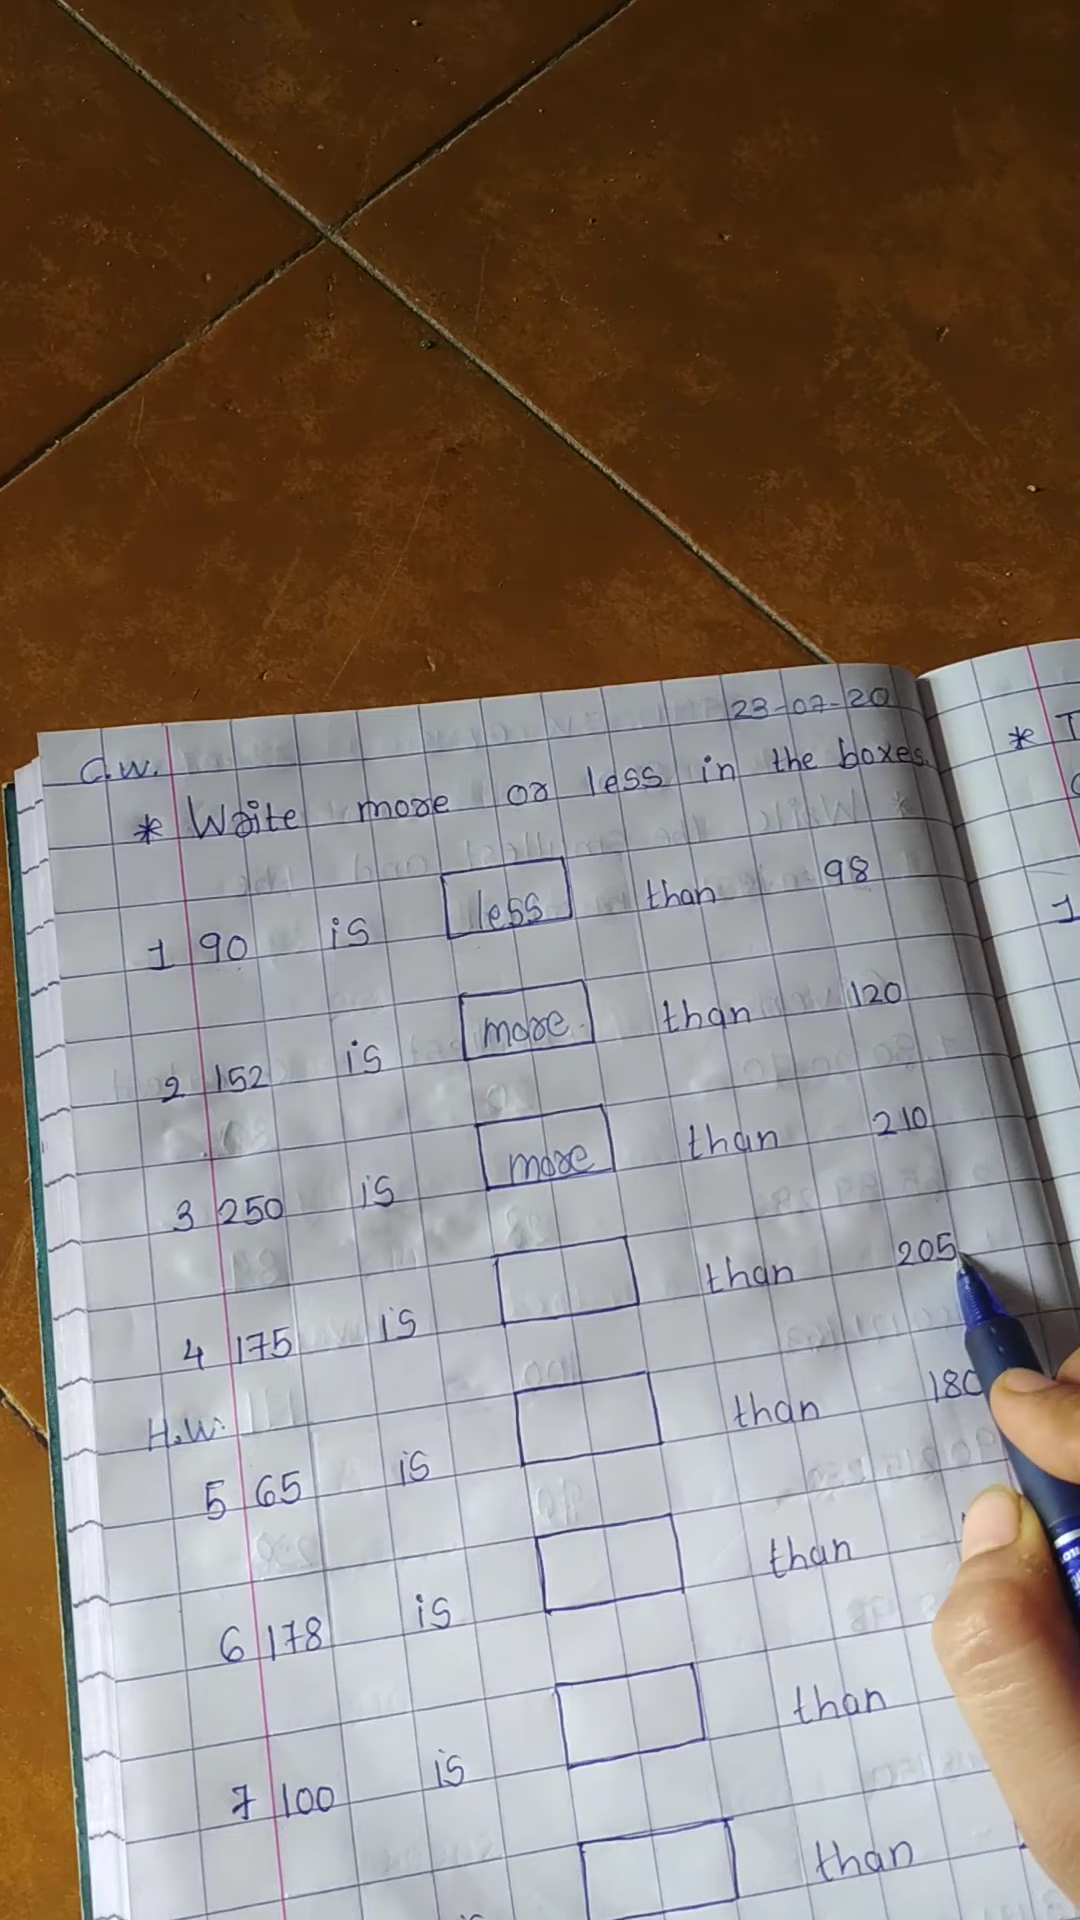 23-07-20
C.W.
* Write more or less in the boxes.
1 90 is less than 98
2 152 is more than 120
3 250 is more than 210
4 175 is than 205
H.W.
5 65 is than 180
6 178 is than
7 100 is than
is than
*
1